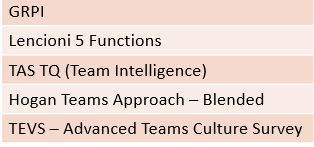 GRPI
Lencioni 5 Functions
TAS TQ (Team Intelligence)
Hogan Teams Approach – Blended
TEVS – Advanced Teams Culture Survey